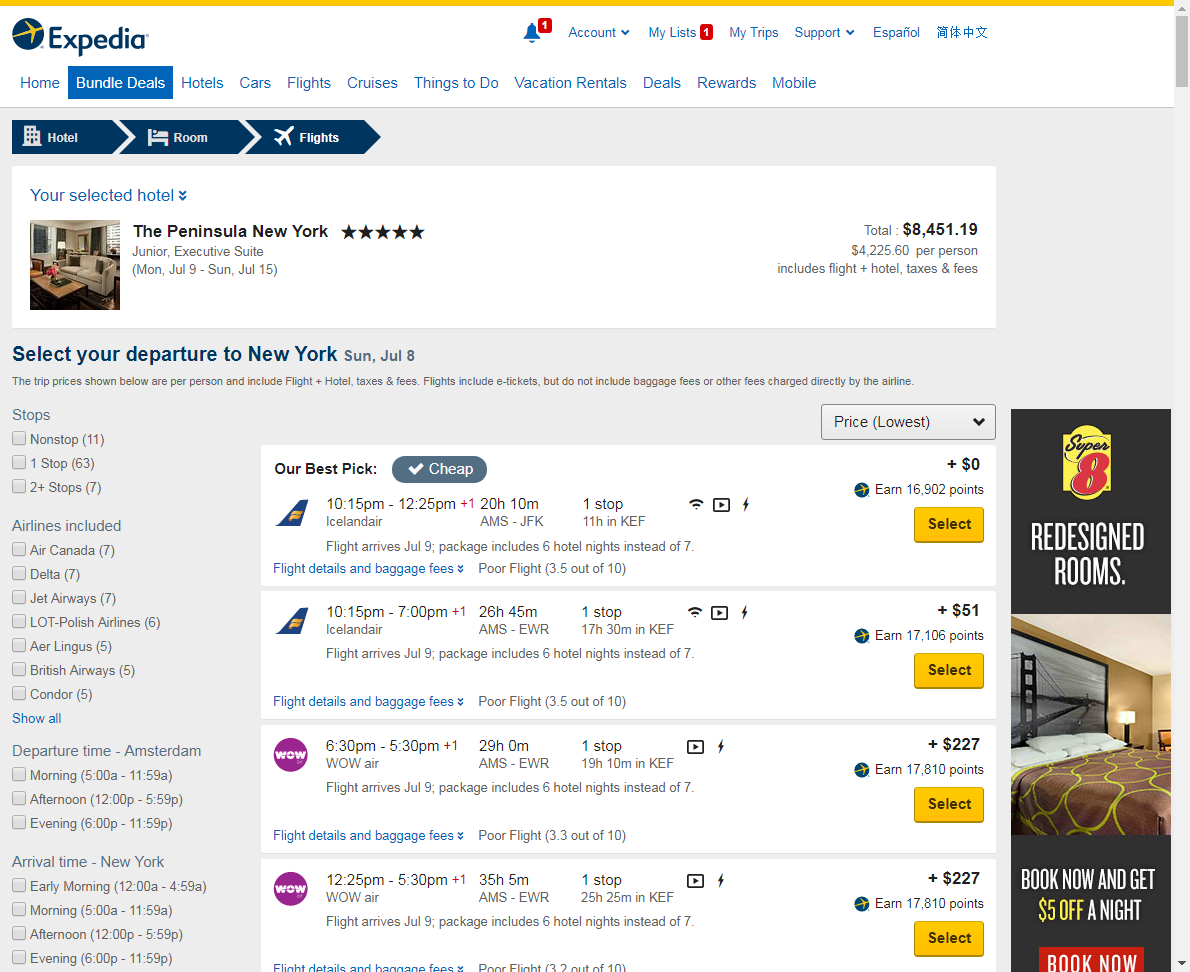 Expedia
1
Account
My Lists 1
My Trips
Support
Español
简体中文
Home
Bundle Deals
Hotels
Cars
Flights
Cruises
Things to Do
Vacation Rentals
Deals
Rewards
Mobile
Hotel
Room
Flights
Your selected hotel
The Peninsula New York
Junior, Executive Suite
(Mon, Jul 9 - Sun, Jul 15)
Total : $8,451.19
$4,225.60 per person
includes flight + hotel, taxes & fees
Select your departure to New York Sun, Jul 8
The trip prices shown below are per person and include Flight + Hotel, taxes & fees. Flights include e-tickets, but do not include baggage fees or other fees charged directly by the airline.
Stops
Nonstop (11)
1 Stop (63)
2+ Stops (7)
Airlines included
Air Canada (7)
Delta (7)
Jet Airways (7)
LOT-Polish Airlines (6)
Aer Lingus (5)
British Airways (5)
Condor (5)
Show all
Departure time - Amsterdam
Morning (5:00a - 11:59a)
Afternoon (12:00p - 5:59p)
Evening (6:00p - 11:59p)
Arrival time - New York
Early Morning (12:00a - 4:59a)
Morning (5:00a - 11:59a)
Afternoon (12:00p - 5:59p)
Evening (6:00p - 11:59p)
Price (Lowest)
Our Best Pick: Cheap
+ $0
Earn 16,902 points
10:15pm - 12:25pm +1 20h 10m 1 stop
Icelandair AMS - JFK 11h in KEF
Select
Flight arrives Jul 9; package includes 6 hotel nights instead of 7.
Flight details and baggage fees Poor Flight (3.5 out of 10)
10:15pm - 7:00pm +1 26h 45m 1 stop
+ $51
Icelandair AMS - EWR 17h 30m in KEF
Earn 17,106 points
Flight arrives Jul 9; package includes 6 hotel nights instead of 7.
Select
Flight details and baggage fees Poor Flight (3.5 out of 10)
wow
6:30pm - 5:30pm +1 29h 0m 1 stop
+ $227
WOW air AMS - EWR 19h 10m in KEF
Earn 17,810 points
Flight arrives Jul 9; package includes 6 hotel nights instead of 7.
Select
Flight details and baggage fees Poor Flight (3.3 out of 10)
wow
12:25pm - 5:30pm +1 35h 5m 1 stop
+ $227
WOW air AMS - EWR 25h 25m in KEF
Earn 17,810 points
Flight arrives Jul 9; package includes 6 hotel nights instead of 7.
Select
Flight details and baggage fees Poor Flight (3.2 out of 10)
Super
8
REDESIGNED
ROOMS.
BOOK NOW AND GET
$5 OFF A NIGHT
BOOK NOW